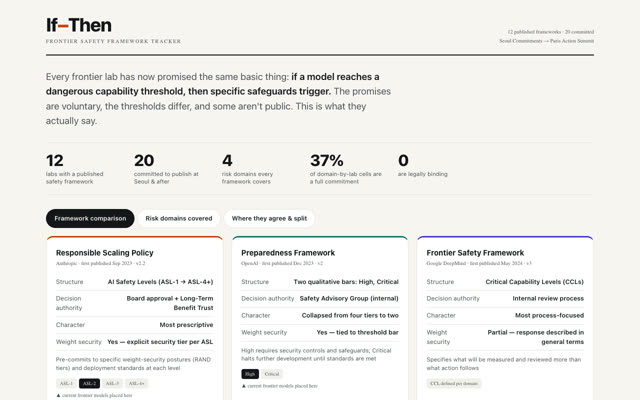 If–Then
FRONTIER SAFETY FRAMEWORK TRACKER
12 published frameworks · 20 committed
Seoul Commitments → Paris Action Summit
Every frontier lab has now promised the same basic thing: if a model reaches a
dangerous capability threshold, then specific safeguards trigger. The promises
are voluntary, the thresholds differ, and some aren't public. This is what they
actually say.
12
labs with a published
safety framework
20
committed to publish at
Seoul & after
4
risk domains every
framework covers
37%
of domain-by-lab cells are
a full commitment
0
are legally binding
Framework comparison
Risk domains covered
Where they agree & split
Responsible Scaling Policy
Anthropic · first published Sep 2023 · v2.2
Structure AI Safety Levels (ASL-1 → ASL-4+)
Decision authority Board approval + Long-Term Benefit Trust
Character Most prescriptive
Weight security Yes — explicit security tier per ASL
Pre-commits to specific weight-security postures (RAND
tiers) and deployment standards at each level
ASL-1 ASL-2 ASL-3 ASL-4+
▲ current frontier models placed here
Preparedness Framework
OpenAI · first published Dec 2023 · v2
Structure Two qualitative bars: High, Critical
Decision authority Safety Advisory Group (internal)
Character Collapsed from four tiers to two
Weight security Yes — tied to threshold bar
High requires security controls and safeguards; Critical
halts further development until standards are met
High Critical
▲ current frontier models placed here
Frontier Safety Framework
Google DeepMind · first published May 2024 · v3
Structure Critical Capability Levels (CCLs)
Decision authority Internal review process
Character Most process-focused
Weight security Partial — response described in general terms
Specifies what will be measured and reviewed more than
what action follows
CCL defined per domain